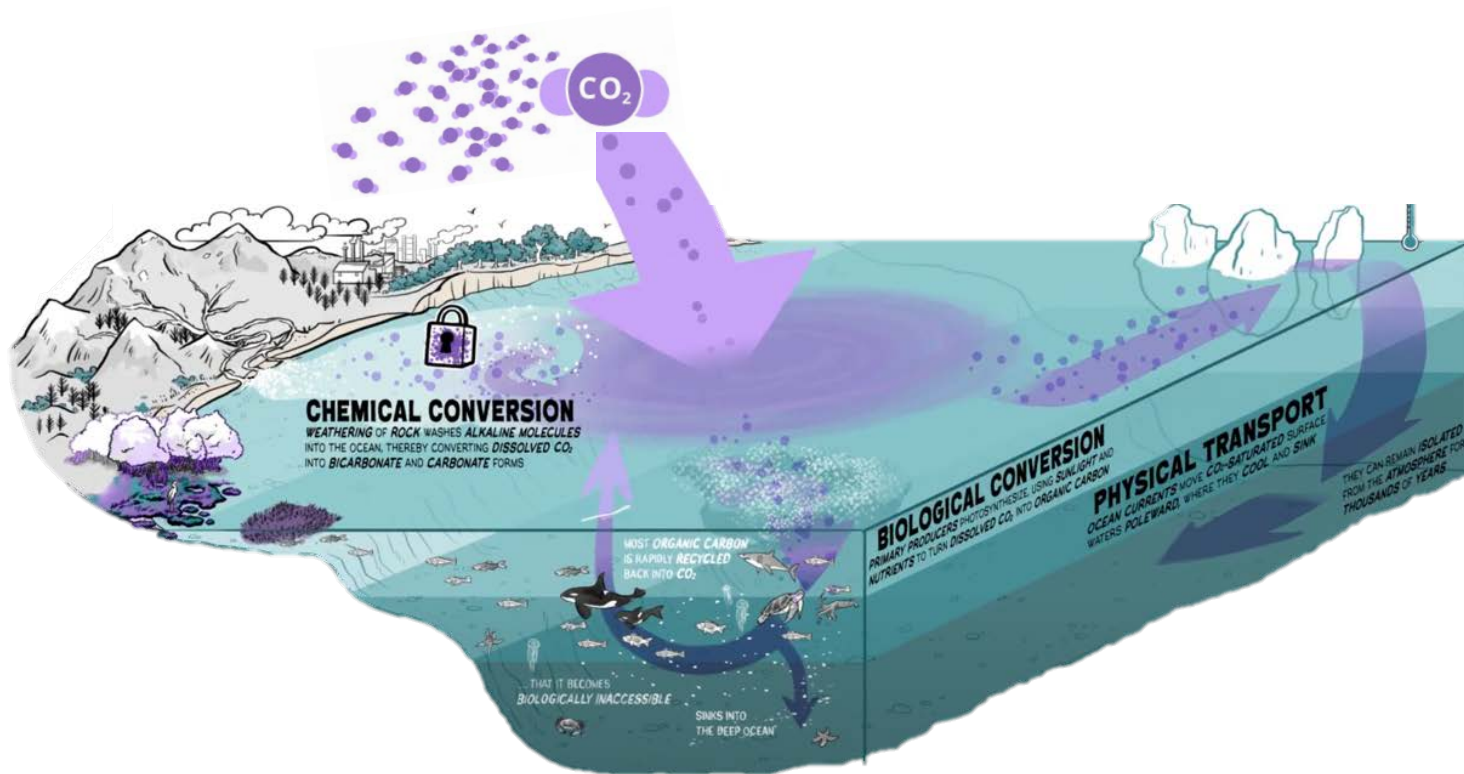 CO₂
CHEMICAL CONVERSION
WEATHERING OF ROCK WASHES ALKALINE MOLECULES
INTO THE OCEAN, THEREBY CONVERTING DISSOLVED CO₂
INTO BICARBONATE AND CARBONATE FORMS
BIOLOGICAL CONVERSION
PRIMARY PRODUCERS PHOTOSYNTHESIZE, USING SUNLIGHT AND
NUTRIENTS TO TURN DISSOLVED CO₂ INTO ORGANIC CARBON
PHYSICAL TRANSPORT
OCEAN CURRENTS MOVE CO₂-SATURATED SURFACE
WATERS POLEWARD, WHERE THEY COOL AND SINK
THEY CAN REMAIN ISOLATED
FROM THE ATMOSPHERE FOR
THOUSANDS OF YEARS
MOST ORGANIC CARBON
IS RAPIDLY RECYCLED
BACK INTO CO₂
... THAT IT BECOMES
BIOLOGICALLY INACCESSIBLE
SINKS INTO
THE DEEP OCEAN